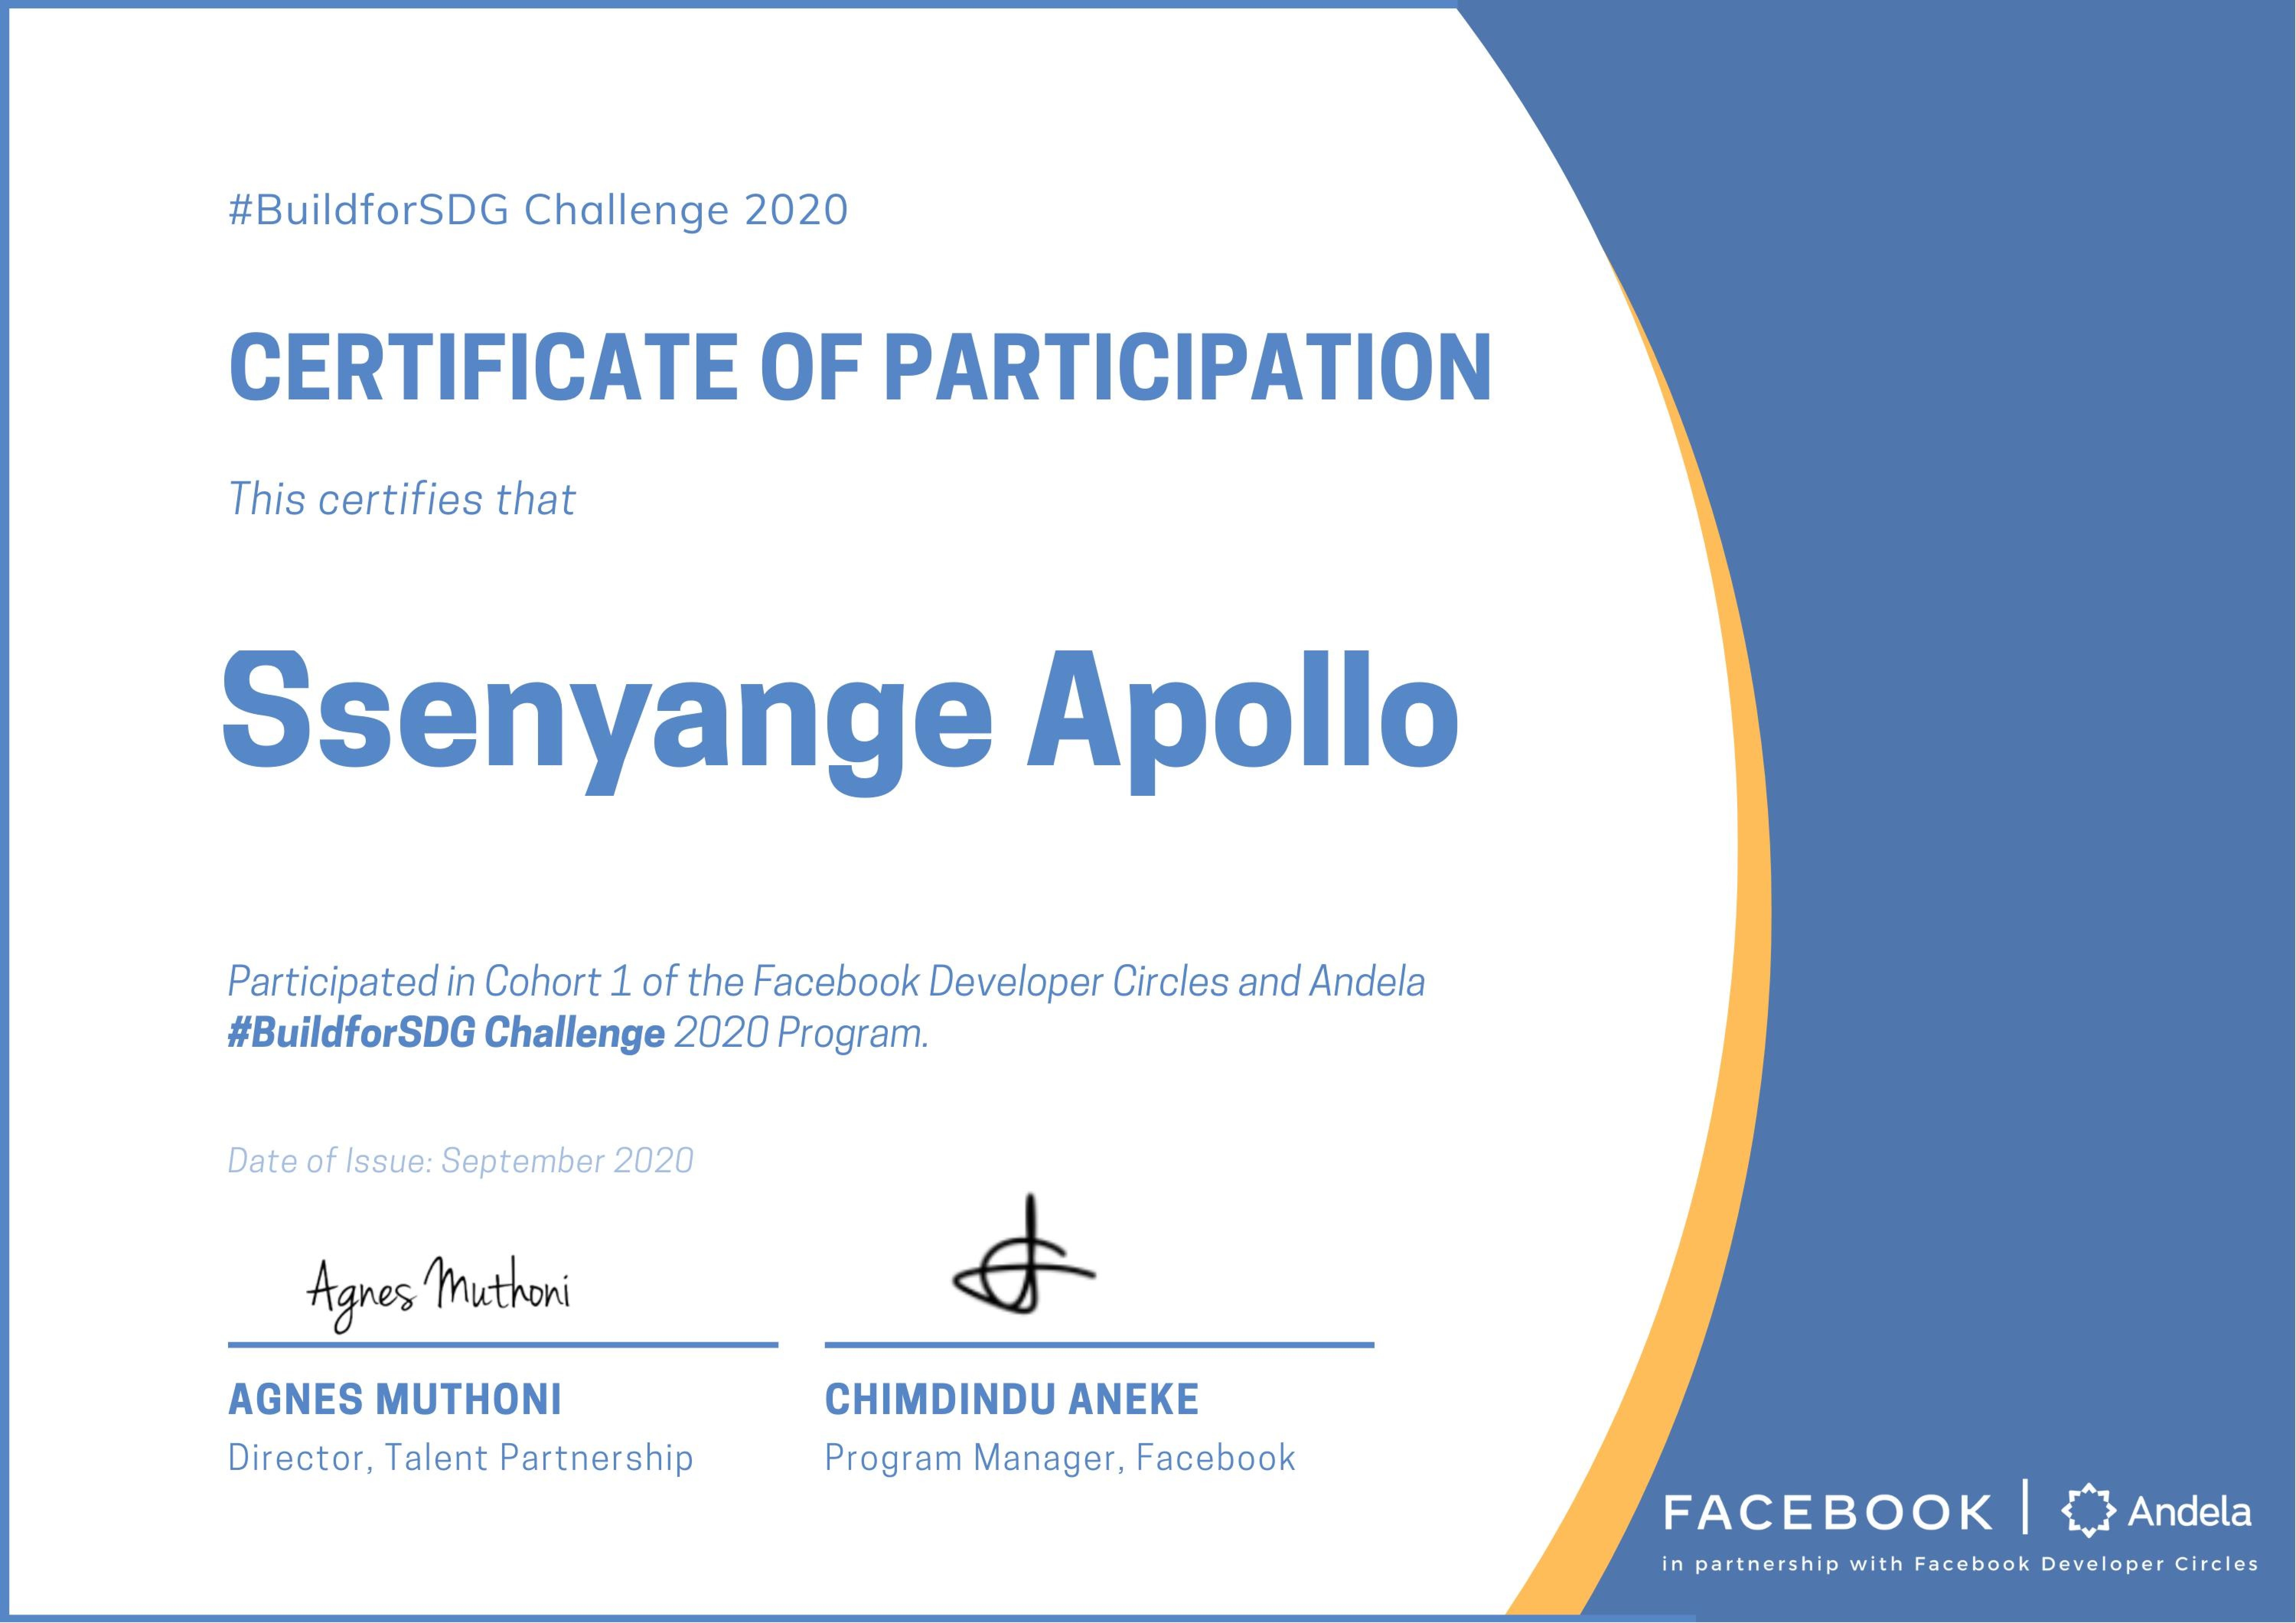 #BuildforSDG Challenge 2020
CERTIFICATE OF PARTICIPATION
This certifies that
Ssenyange Apollo
Participated in Cohort 1 of the Facebook Developer Circles and Andela
#BuildforSDG Challenge 2020 Program.
Date of Issue: September 2020
Agnes Muthoni
AGNES MUTHONI
Director, Talent Partnership
CHIMDINDU ANEKE
Program Manager, Facebook
FACEBOOK | Andela
in partnership with Facebook Developer Circles